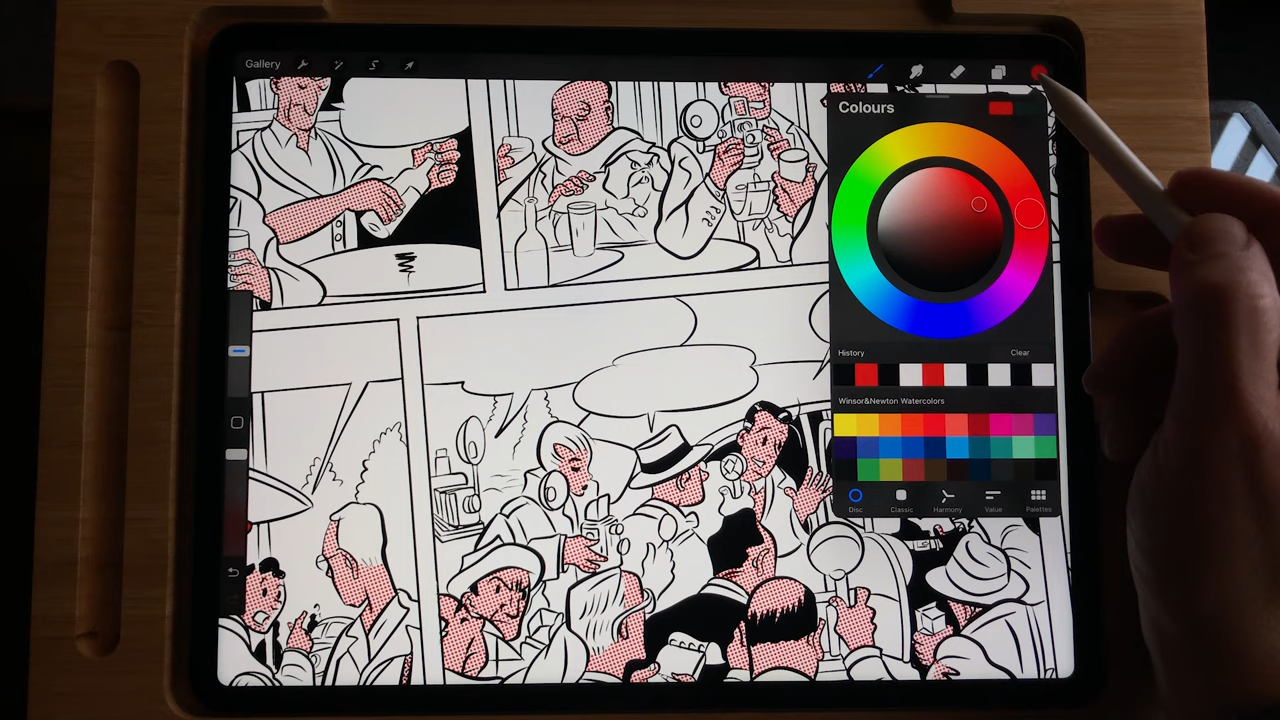 Gallery
Colours
History Clear
Winsor&Newton Watercolors
Disc Classic Harmony Value Palettes